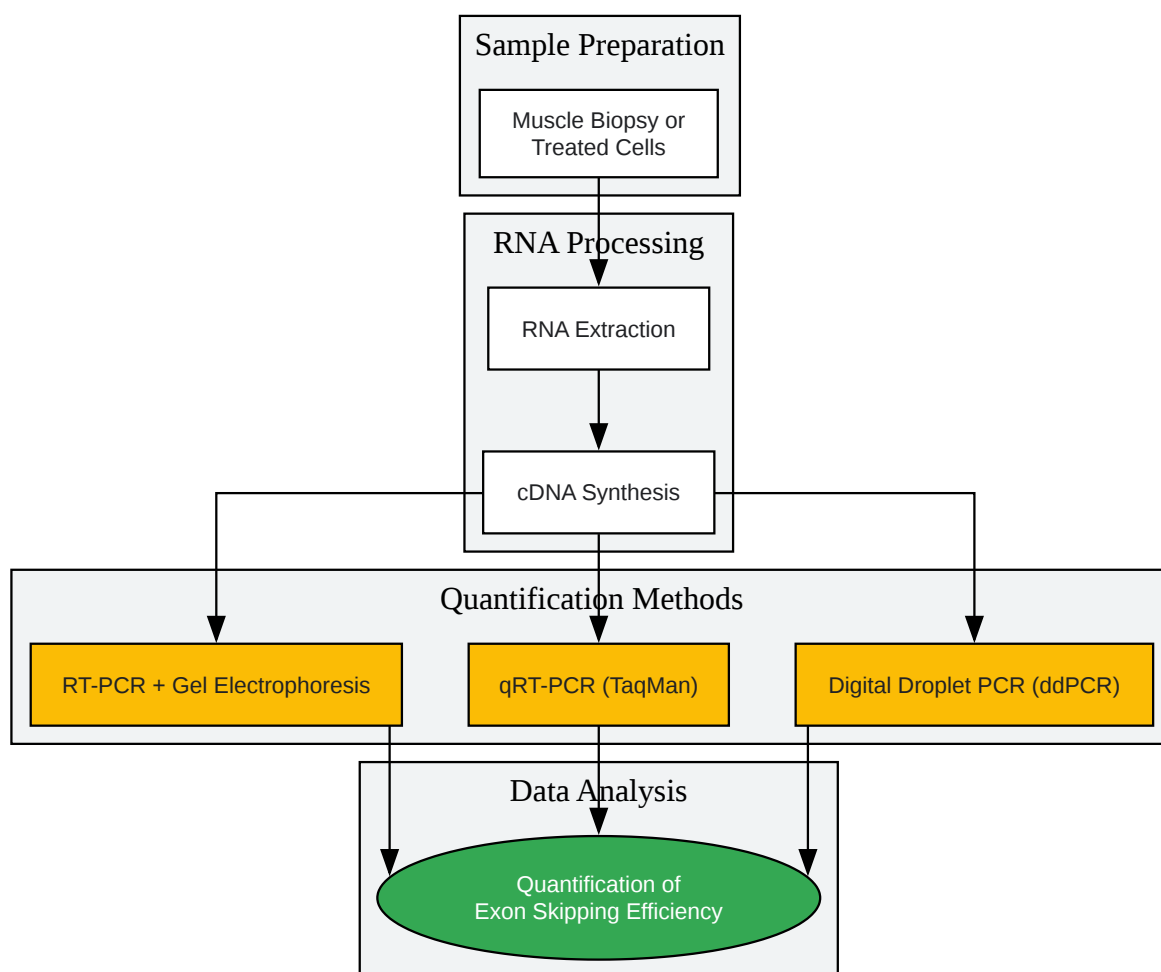 Sample Preparation
Muscle Biopsy or
Treated Cells
RNA Processing
RNA Extraction
cDNA Synthesis
Quantification Methods
RT-PCR + Gel Electrophoresis
qRT-PCR (TaqMan)
Digital Droplet PCR (ddPCR)
Data Analysis
Quantification of
Exon Skipping Efficiency